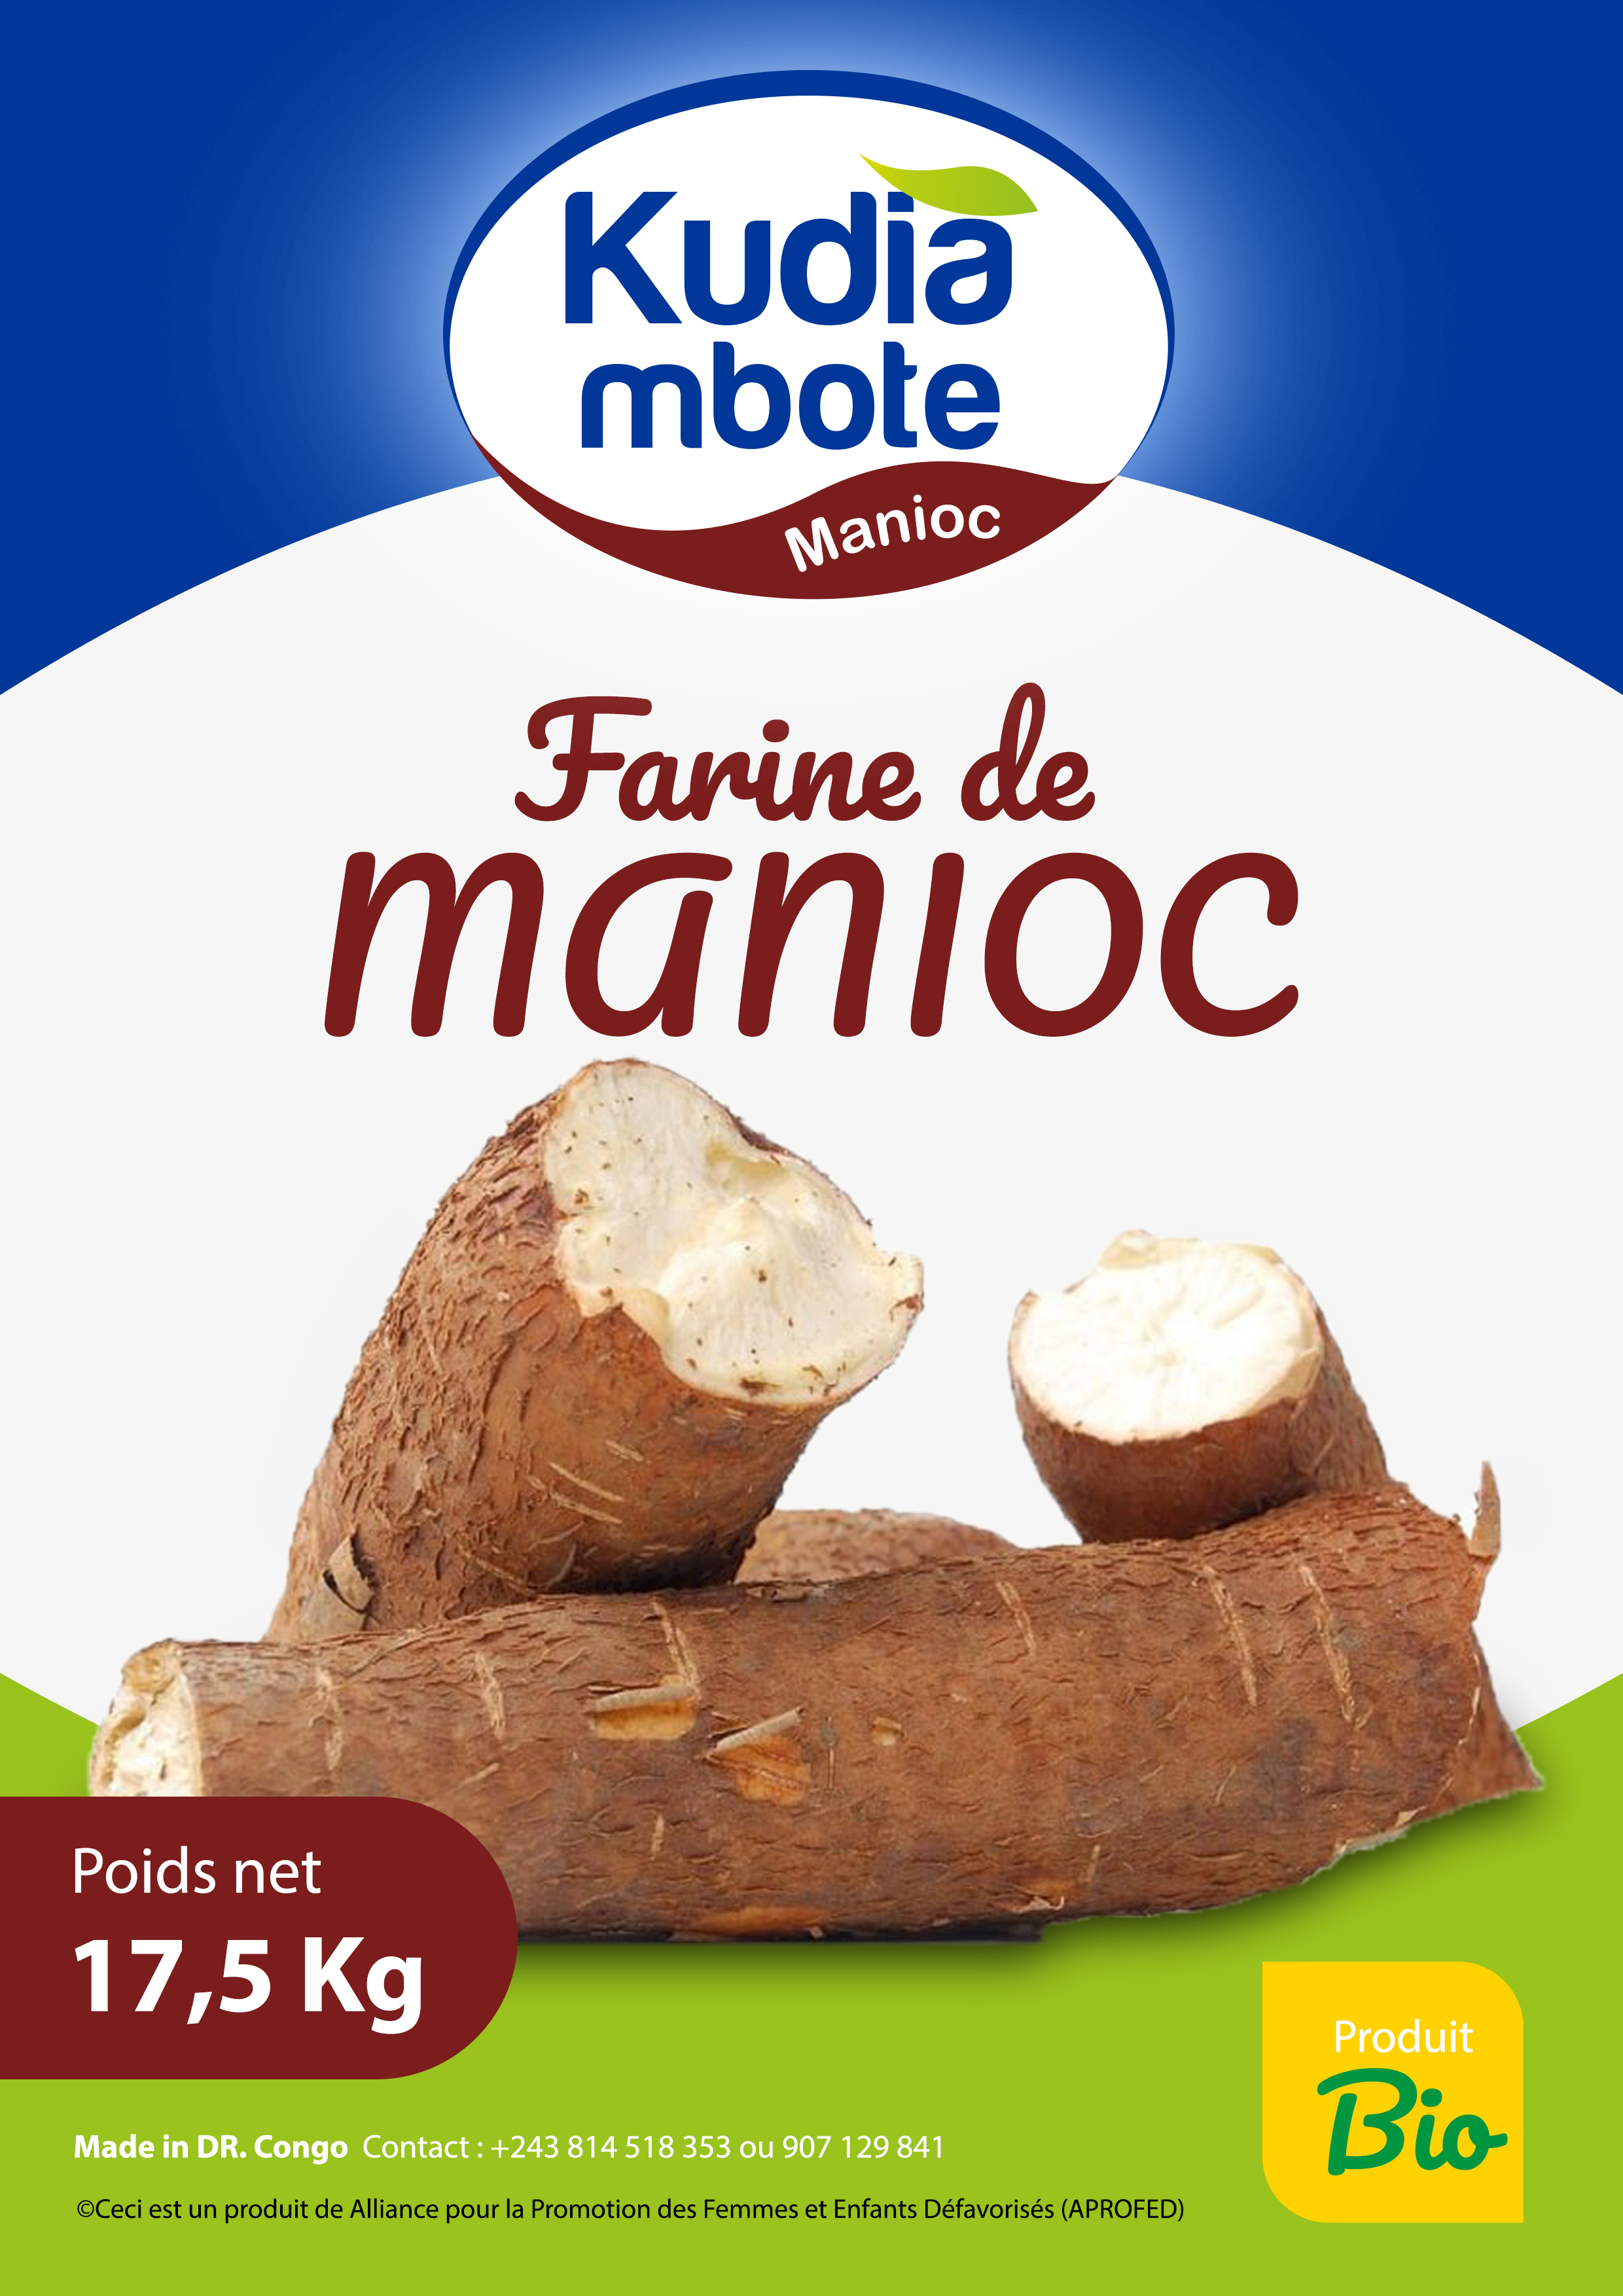 Kudia
mbote
Manioc
Farine de
manioc
Poids net
17,5 Kg
Produit
Bio
Made in DR. Congo Contact : +243 814 518 353 ou 907 129 841
©Ceci est un produit de Alliance pour la Promotion des Femmes et Enfants Défavorisés (APROFED)